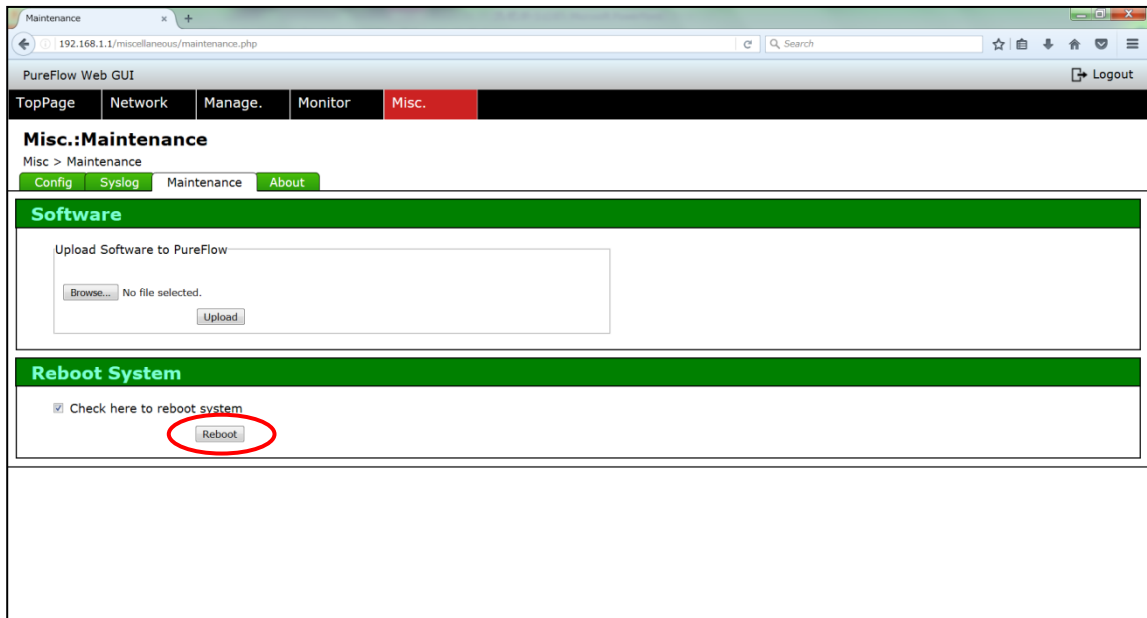 Maintenance
192.168.1.1/miscellaneous/maintenance.php
Search
PureFlow Web GUI
Logout
TopPage Network Manage. Monitor Misc.
Misc.:Maintenance
Misc > Maintenance
Config Syslog Maintenance About
Software
Upload Software to PureFlow
Browse... No file selected.
Upload
Reboot System
Check here to reboot system
Reboot